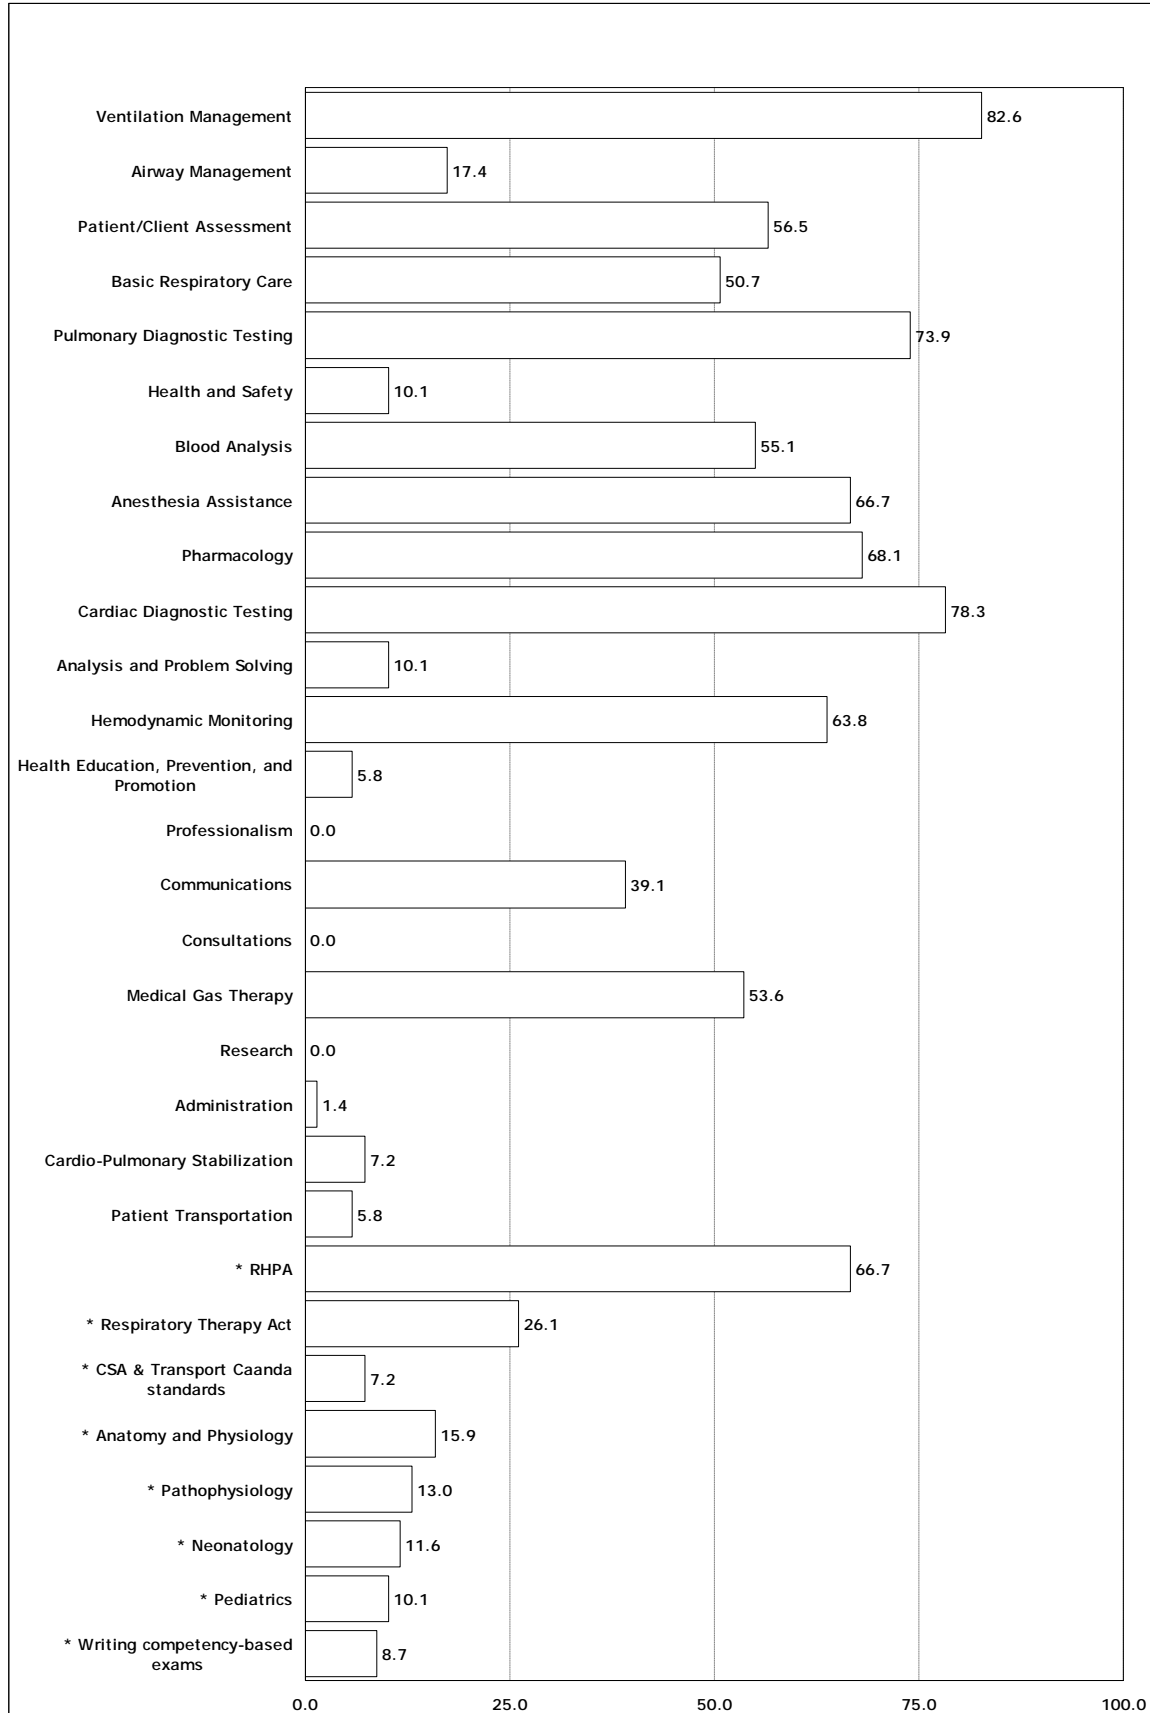 Ventilation Management 82.6
Airway Management 17.4
Patient/Client Assessment 56.5
Basic Respiratory Care 50.7
Pulmonary Diagnostic Testing 73.9
Health and Safety 10.1
Blood Analysis 55.1
Anesthesia Assistance 66.7
Pharmacology 68.1
Cardiac Diagnostic Testing 78.3
Analysis and Problem Solving 10.1
Hemodynamic Monitoring 63.8
Health Education, Prevention, and
Promotion 5.8
Professionalism 0.0
Communications 39.1
Consultations 0.0
Medical Gas Therapy 53.6
Research 0.0
Administration 1.4
Cardio-Pulmonary Stabilization 7.2
Patient Transportation 5.8
* RHPA 66.7
* Respiratory Therapy Act 26.1
* CSA & Transport Caanda
standards 7.2
* Anatomy and Physiology 15.9
* Pathophysiology 13.0
* Neonatology 11.6
* Pediatrics 10.1
* Writing competency-based
exams 8.7
0.0 25.0 50.0 75.0 100.0